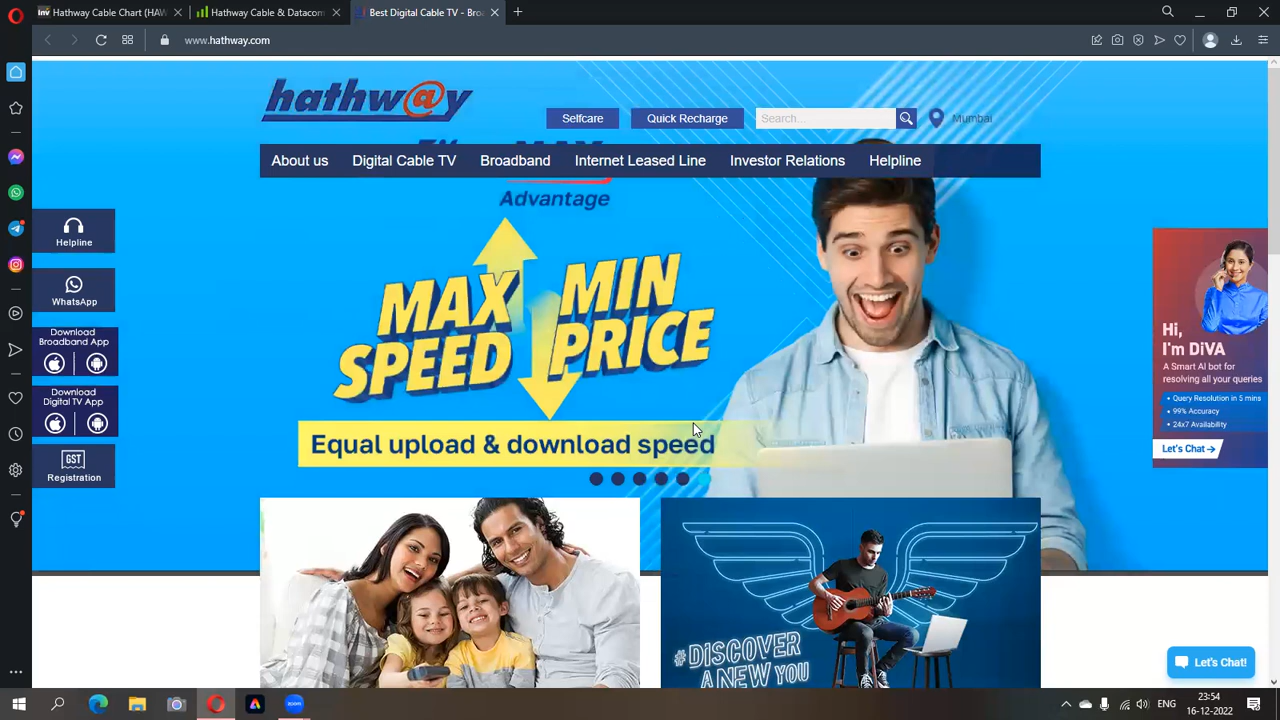 Hathway Cable Chart (HAW
Hathway Cable & Datacom
Best Digital Cable TV - Bro
www.hathway.com
hathw@y
Selfcare
Quick Recharge
Search...
Mumbai
About us
Digital Cable TV
Broadband
Internet Leased Line
Investor Relations
Helpline
Advantage
MAX SPEED
MIN PRICE
Equal upload & download speed
Helpline
WhatsApp
Download
Broadband App
Download
Digital TV App
GST
Registration
Hi,
I'm DiVA
A Smart AI bot for
resolving all your queries
• Query Resolution in 5 mins
• 99% Accuracy
• 24x7 Availability
Let's Chat →
#DISCOVER
A NEW YOU
Let's Chat!
zoom
ENG
23:54
16-12-2022